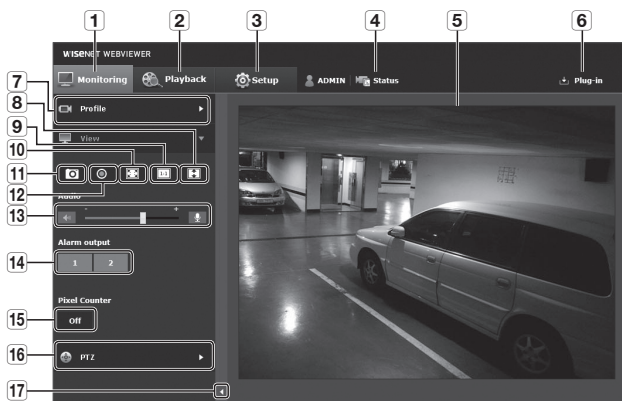 1
2
3
4
5
6
WISENET WEBVIEWER
Monitoring
Playback
Setup
ADMIN
Status
Plug-in
7
Profile
8
View
9
10
11
1:1
12
Audio
13
- +
Alarm output
14
1 2
Pixel Counter
15
Off
16
PTZ
17